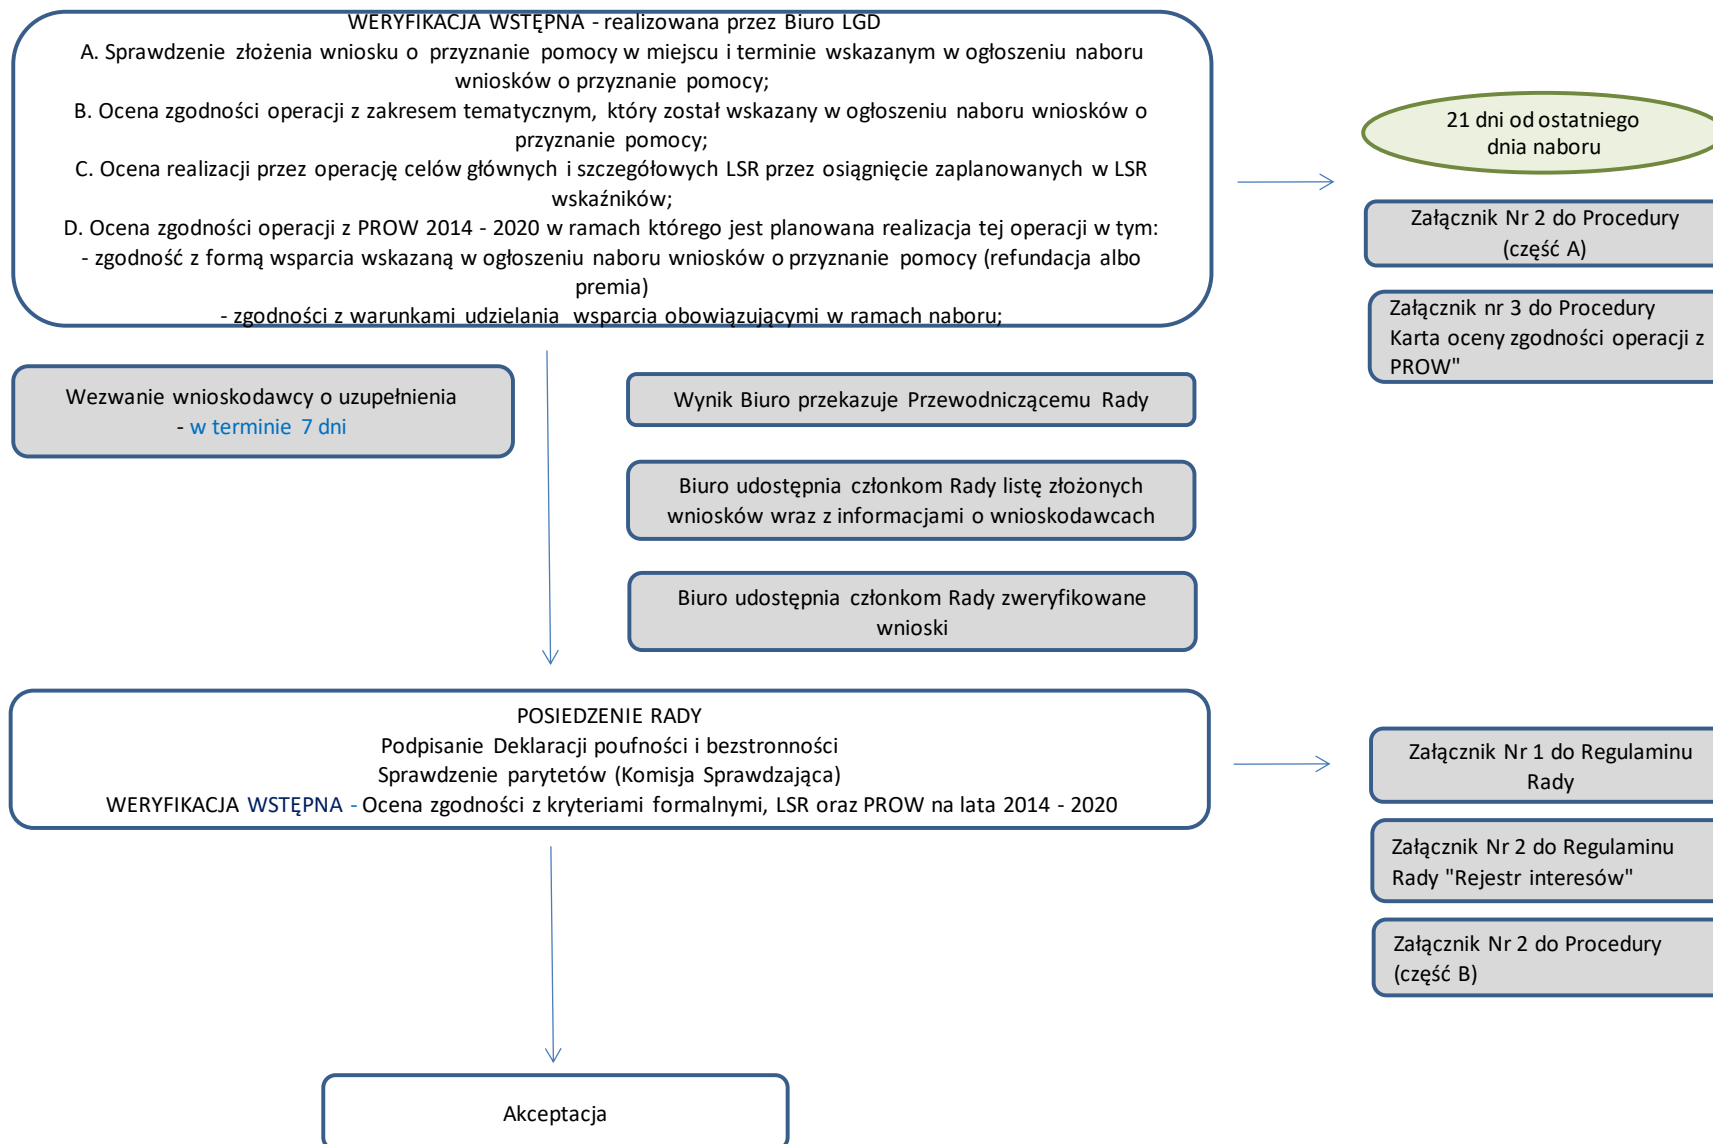 WERYFIKACJA WSTĘPNA - realizowana przez Biuro LGD
A. Sprawdzenie złożenia wniosku o przyznanie pomocy w miejscu i terminie wskazanym w ogłoszeniu naboru
wniosków o przyznanie pomocy;
B. Ocena zgodności operacji z zakresem tematycznym, który został wskazany w ogłoszeniu naboru wniosków o
przyznanie pomocy;
C. Ocena realizacji przez operację celów głównych i szczegółowych LSR przez osiągnięcie zaplanowanych w LSR
wskaźników;
D. Ocena zgodności operacji z PROW 2014 - 2020 w ramach którego jest planowana realizacja tej operacji w tym:
- zgodność z formą wsparcia wskazaną w ogłoszeniu naboru wniosków o przyznanie pomocy (refundacja albo
premia)
- zgodności z warunkami udzielania wsparcia obowiązującymi w ramach naboru;
21 dni od ostatniego
dnia naboru
Załącznik Nr 2 do Procedury
(część A)
Załącznik nr 3 do Procedury
Karta oceny zgodności operacji z
PROW"
Wezwanie wnioskodawcy o uzupełnienia
- w terminie 7 dni
Wynik Biuro przekazuje Przewodniczącemu Rady
Biuro udostępnia członkom Rady listę złożonych
wniosków wraz z informacjami o wnioskodawcach
Biuro udostępnia członkom Rady zweryfikowane
wnioski
POSIEDZENIE RADY
Podpisanie Deklaracji poufności i bezstronności
Sprawdzenie parytetów (Komisja Sprawdzająca)
WERYFIKACJA WSTĘPNA - Ocena zgodności z kryteriami formalnymi, LSR oraz PROW na lata 2014 - 2020
Załącznik Nr 1 do Regulaminu
Rady
Załącznik Nr 2 do Regulaminu
Rady "Rejestr interesów"
Załącznik Nr 2 do Procedury
(część B)
Akceptacja